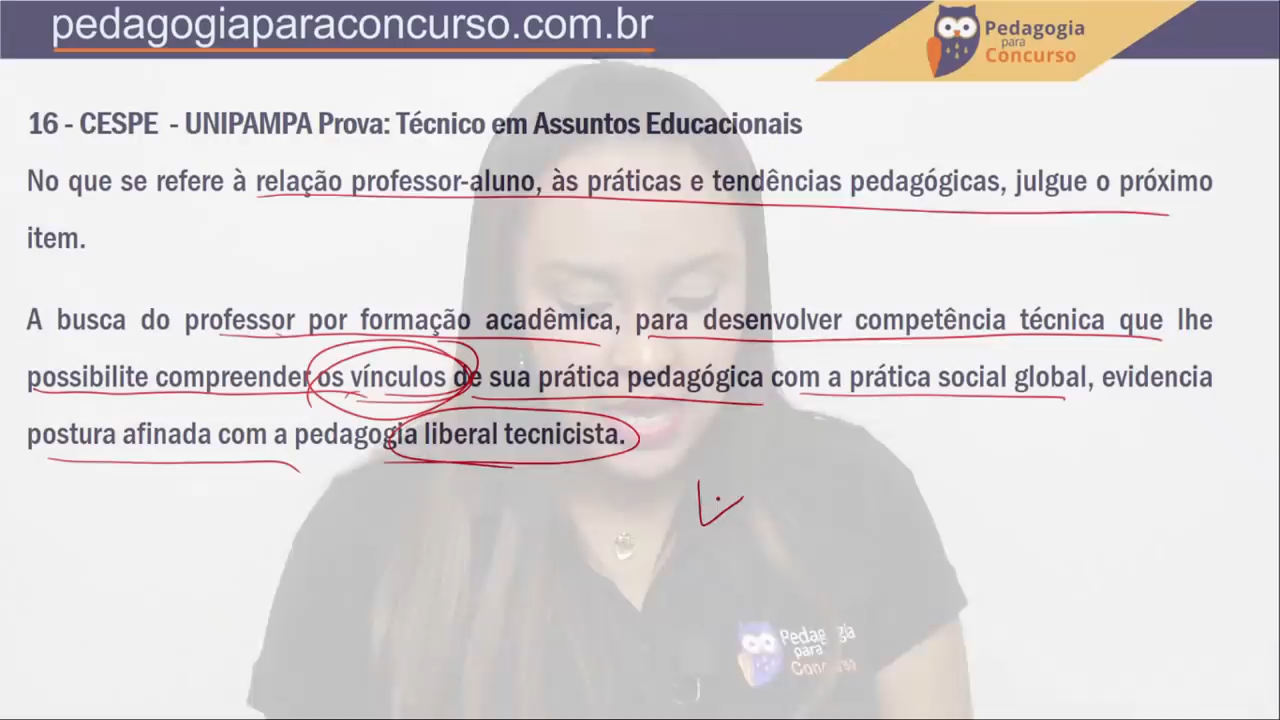 pedagogiaparaconcurso.com.br
Pedagogia
para
Concurso
16 - CESPE - UNIPAMPA Prova: Técnico em Assuntos Educacionais
No que se refere à relação professor-aluno, às práticas e tendências pedagógicas, julgue o próximo
item.
A busca do professor por formação acadêmica, para desenvolver competência técnica que lhe
possibilite compreender os vínculos de sua prática pedagógica com a prática social global, evidencia
postura afinada com a pedagogia liberal tecnicista.
Pedagogia
para
Concurso